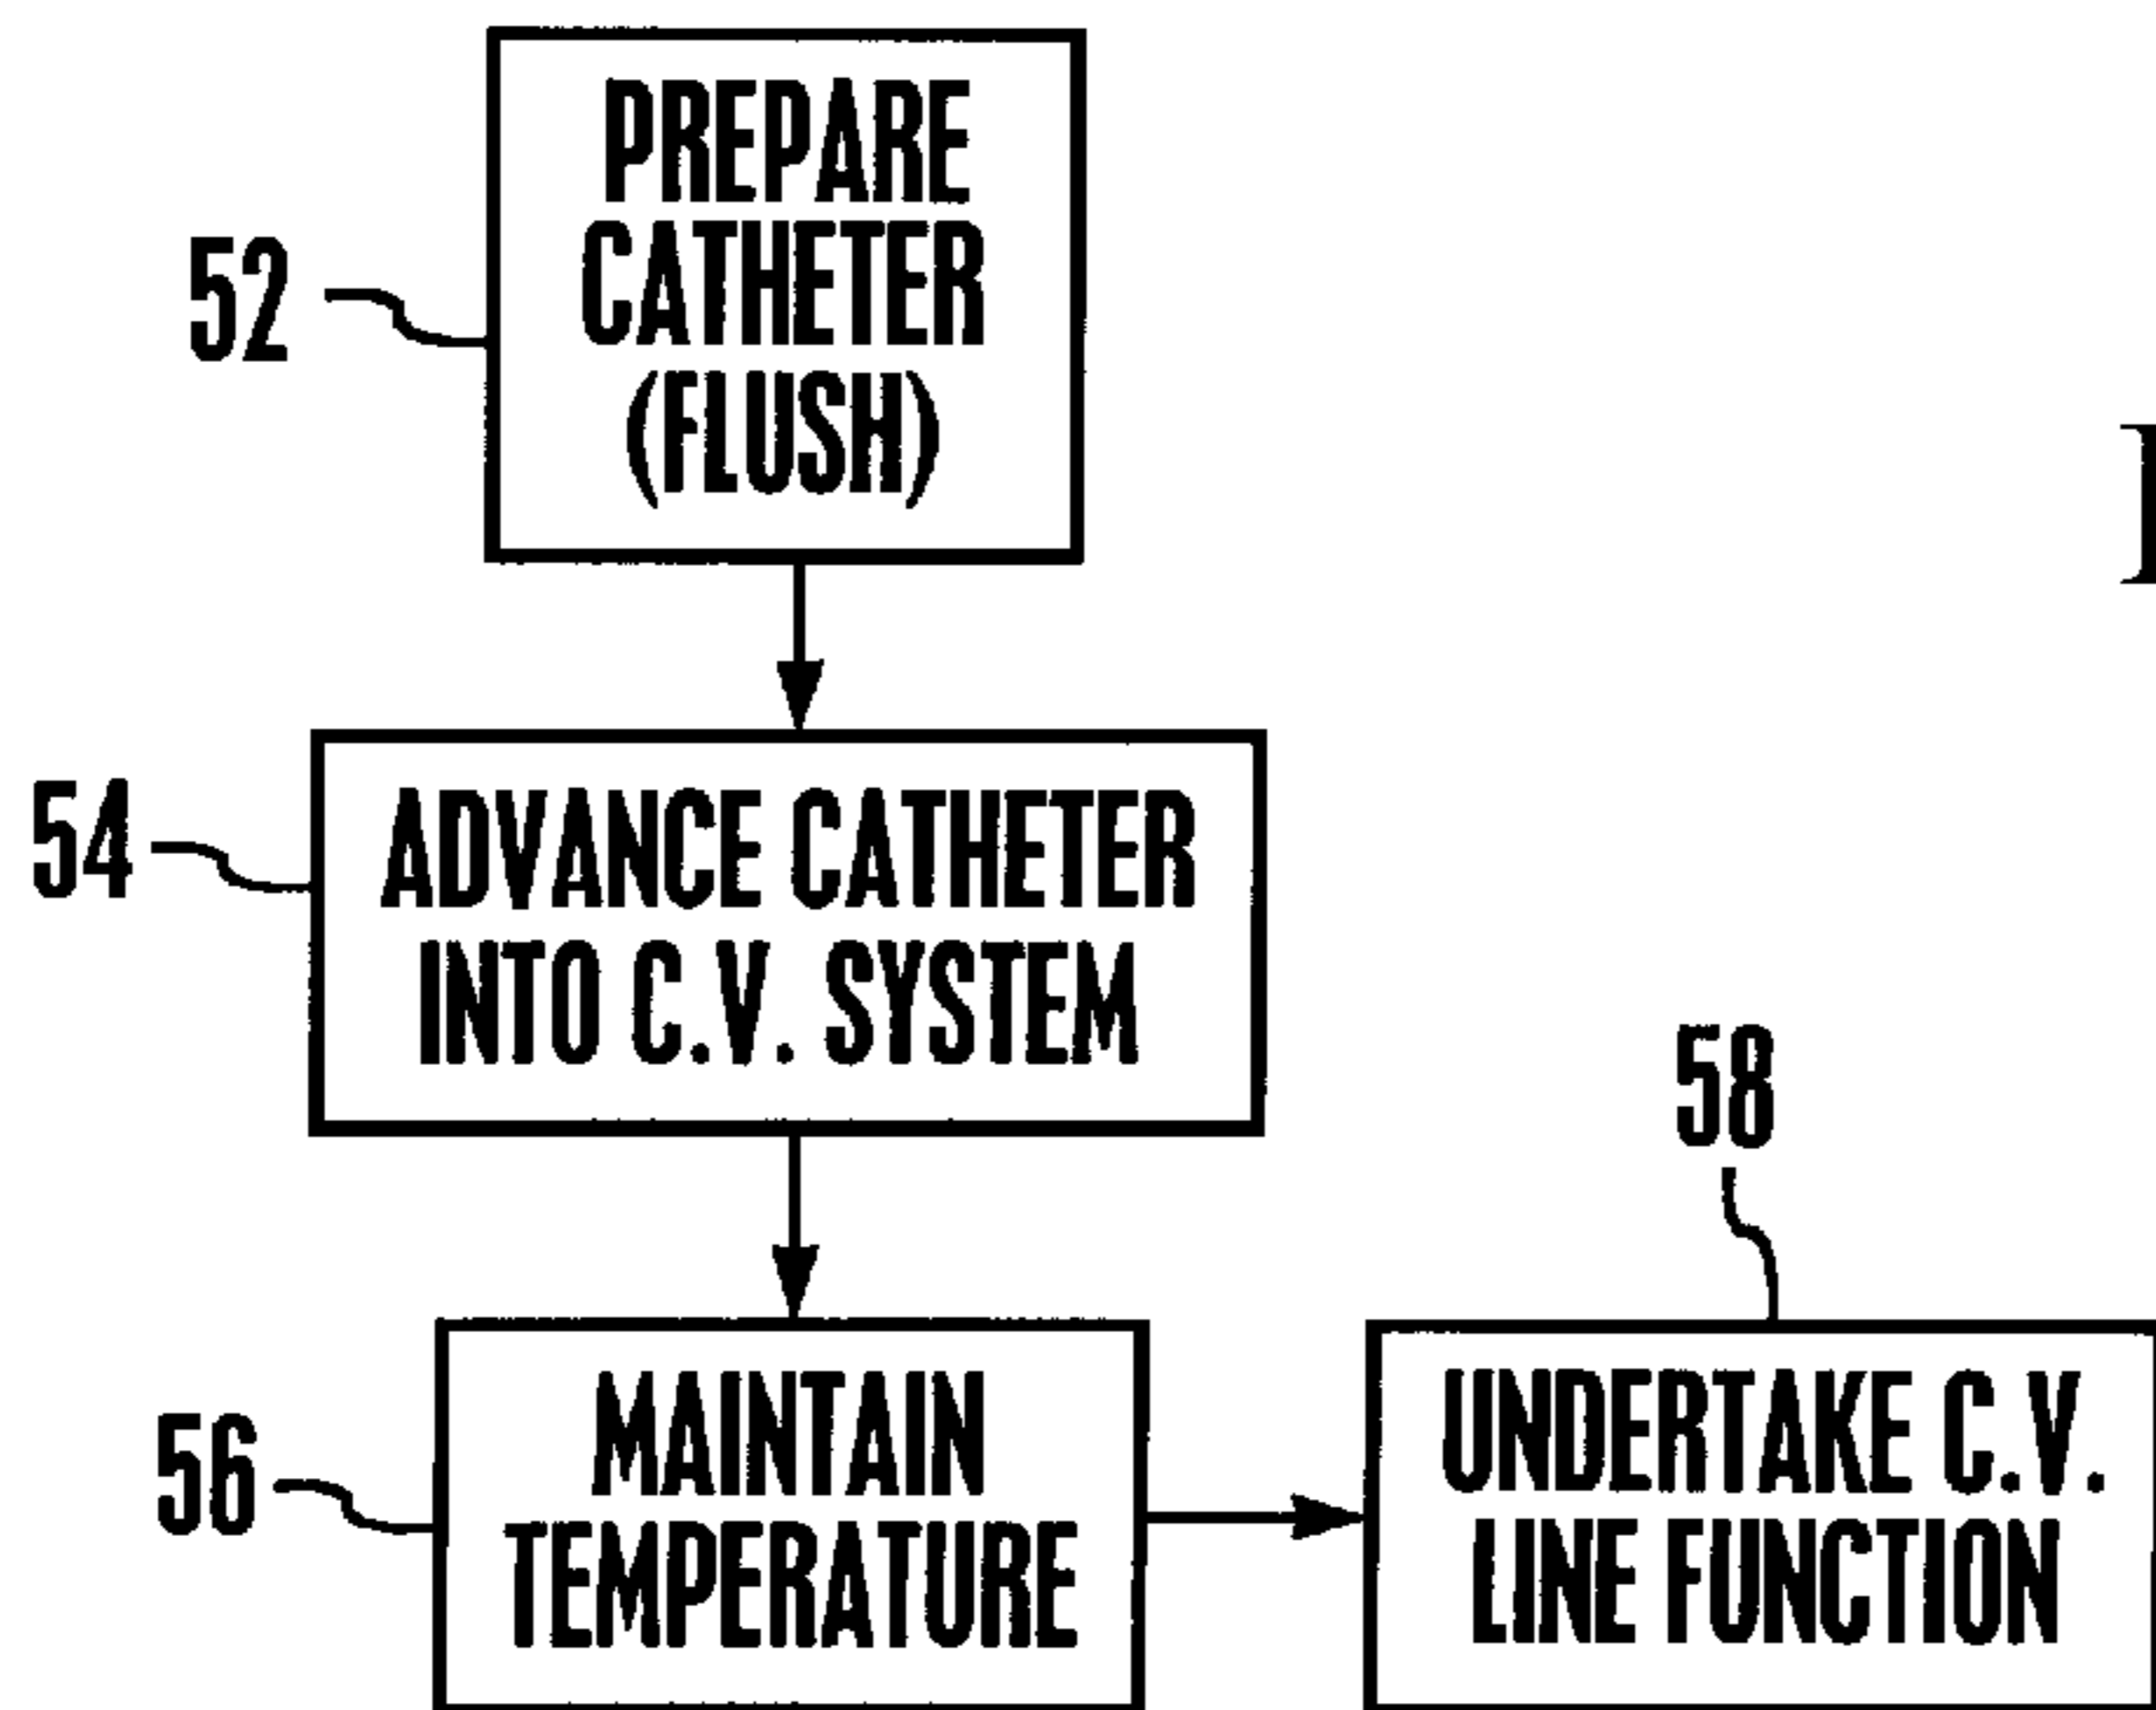 PREPARE
CATHETER
(FLUSH)
52
ADVANCE CATHETER
INTO C.V. SYSTEM
54
58
MAINTAIN
TEMPERATURE
56
UNDERTAKE C.V.
LINE FUNCTION